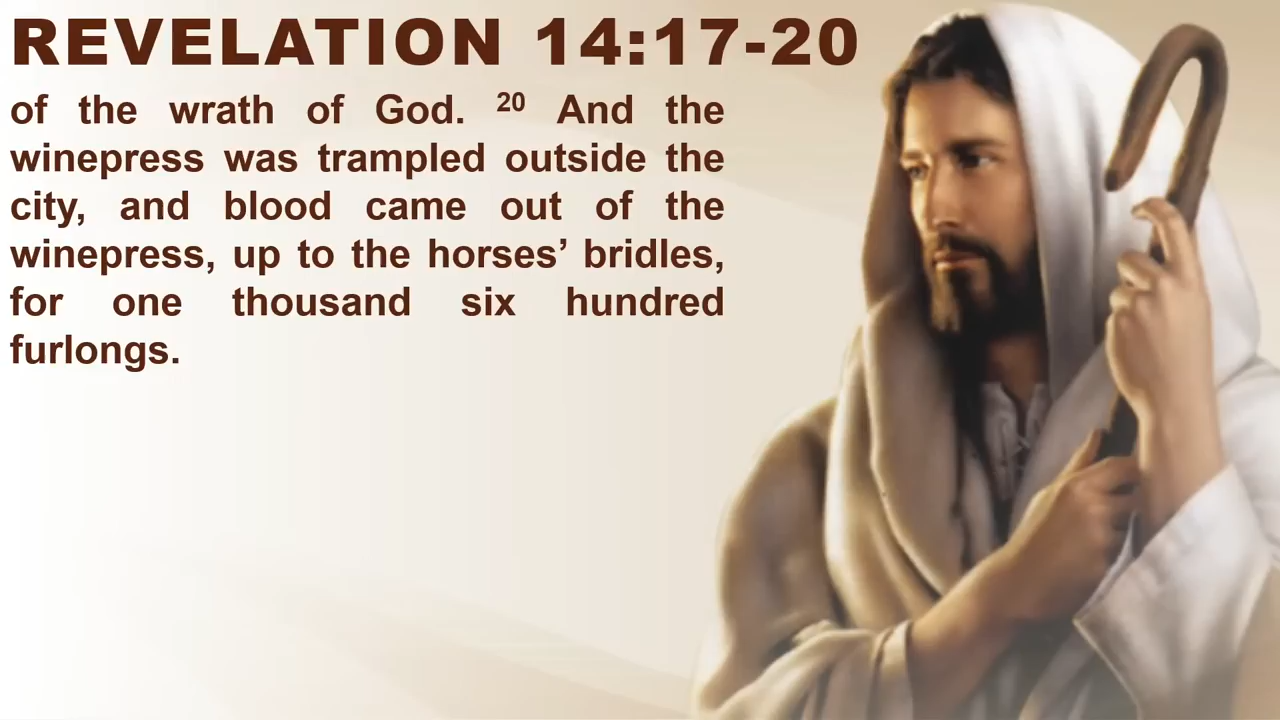 REVELATION 14:17-20
of the wrath of God. 20 And the
winepress was trampled outside the
city, and blood came out of the
winepress, up to the horses’ bridles,
for one thousand six hundred
furlongs.